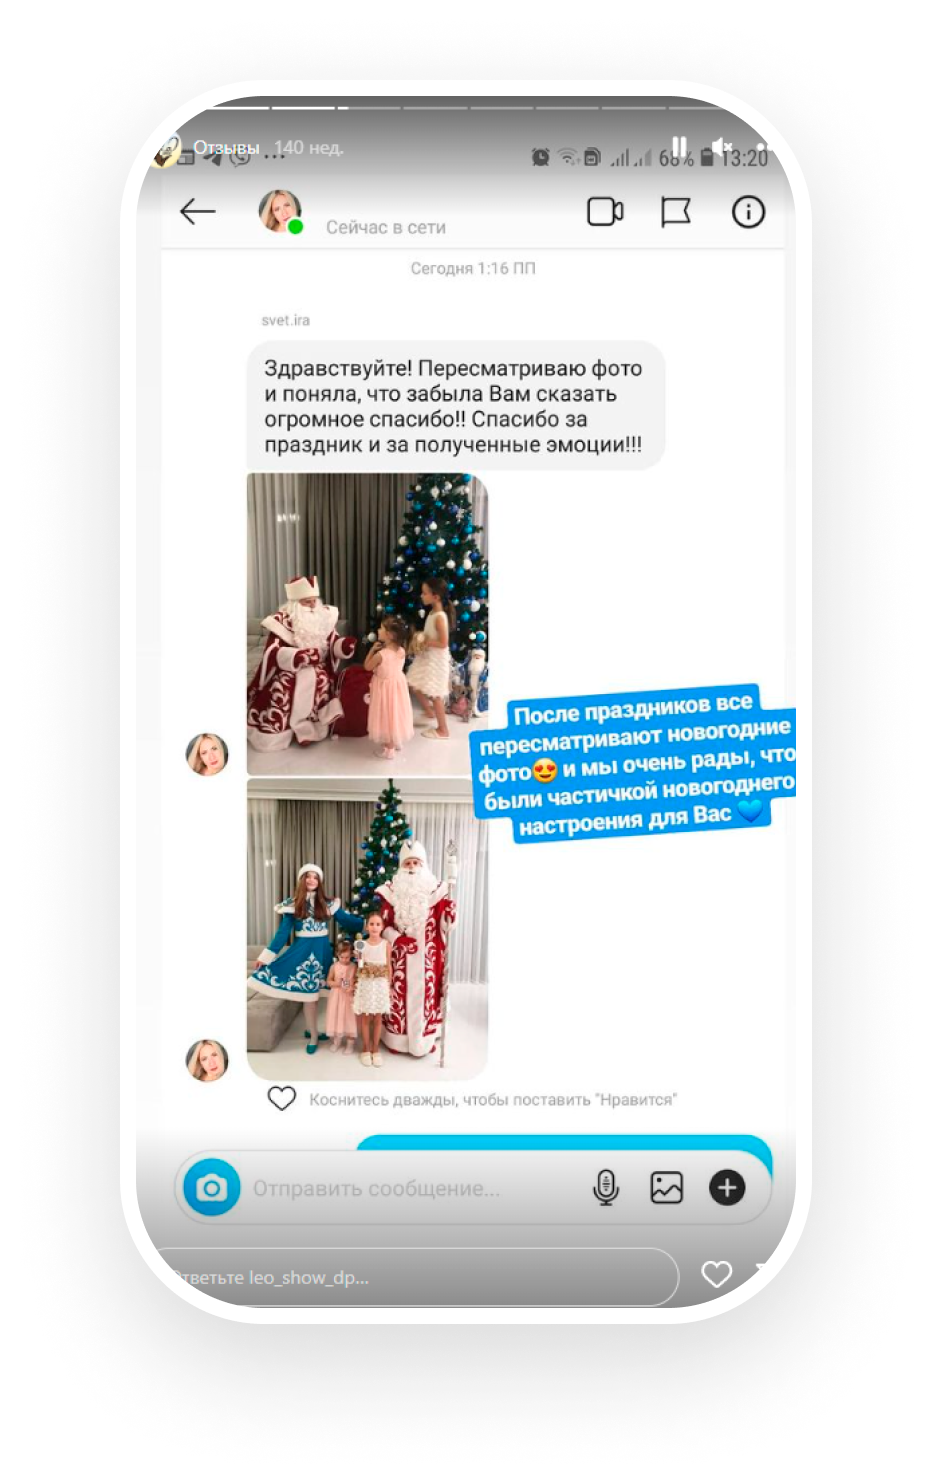 Отзывы 140 нед.
68% 13:20
Сейчас в сети
Сегодня 1:16 ПП
svet.ira
Здравствуйте! Пересматриваю фото
и поняла, что забыла Вам сказать
огромное спасибо!! Спасибо за
праздник и за полученные эмоции!!!
После праздников все
пересматривают новогодние
фото😍 и мы очень рады, что
были частичкой новогоднего
настроения для Вас 💙
Коснитесь дважды, чтобы поставить "Нравится"
Отправить сообщение...
Ответьте leo_show_dp...